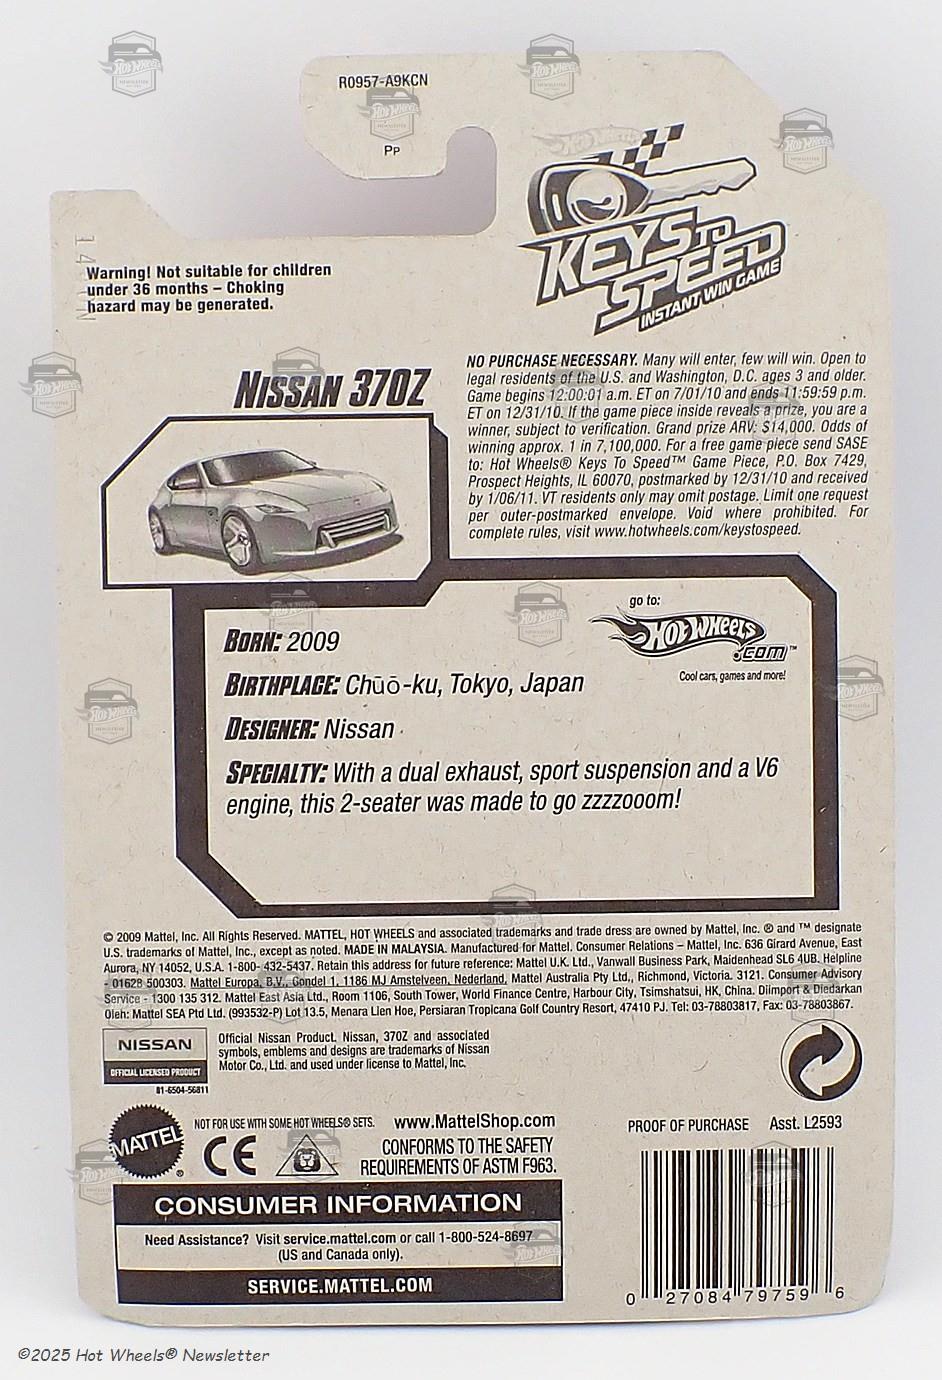 R0957-A9KCN
Pp
KEYS TO
SPEED
INSTANT WIN GAME
Warning! Not suitable for children
under 36 months – Choking
hazard may be generated.
NISSAN 370Z
NO PURCHASE NECESSARY. Many will enter, few will win. Open to
legal residents of the U.S. and Washington, D.C. ages 3 and older.
Game begins 12:00:01 a.m. ET on 7/01/10 and ends 11:59:59 p.m.
ET on 12/31/10. If the game piece inside reveals a prize, you are a
winner, subject to verification. Grand prize ARV: $14,000. Odds of
winning approx. 1 in 7,100,000. For a free game piece send SASE
to: Hot Wheels® Keys To Speed™ Game Piece, P.O. Box 7429,
Prospect Heights, IL 60070, postmarked by 12/31/10 and received
by 1/06/11. VT residents only may omit postage. Limit one request
per outer-postmarked envelope. Void where prohibited. For
complete rules, visit www.hotwheels.com/keystospeed.
go to:
HOT WHEELS
.COM™
Cool cars, games and more!
BORN: 2009
BIRTHPLACE: Chūō-ku, Tokyo, Japan
DESIGNER: Nissan
SPECIALTY: With a dual exhaust, sport suspension and a V6
engine, this 2-seater was made to go zzzzooom!
© 2009 Mattel, Inc. All Rights Reserved. MATTEL, HOT WHEELS and associated trademarks and trade dress are owned by Mattel, Inc. ® and ™ designate
U.S. trademarks of Mattel, Inc., except as noted. MADE IN MALAYSIA. Manufactured for Mattel. Consumer Relations – Mattel, Inc. 636 Girard Avenue, East
Aurora, NY 14052, U.S.A. 1-800- 432-5437. Retain this address for future reference: Mattel U.K. Ltd., Vanwall Business Park, Maidenhead SL6 4UB. Helpline
- 01628 500303. Mattel Europa, B.V., Gondel 1, 1186 MJ Amstelveen, Nederland. Mattel Australia Pty Ltd., Richmond, Victoria. 3121. Consumer Advisory
Service - 1300 135 312. Mattel East Asia Ltd., Room 1106, South Tower, World Finance Centre, Harbour City, Tsimshatsui, HK, China. Diimport & Diedarkan
Oleh: Mattel SEA Ptd Ltd. (993532-P) Lot 13.5, Menara Lien Hoe, Persiaran Tropicana Golf Country Resort, 47410 PJ. Tel: 03-78803817, Fax: 03-78803867.
NISSAN
OFFICIAL LICENSED PRODUCT
Official Nissan Product. Nissan, 370Z and associated
symbols, emblems and designs are trademarks of Nissan
Motor Co., Ltd. and used under license to Mattel, Inc.
81-6504-56811
MATTEL®
NOT FOR USE WITH SOME HOT WHEELS® SETS.
www.MattelShop.com
CE
CONFORMS TO THE SAFETY
REQUIREMENTS OF ASTM F963.
PROOF OF PURCHASE Asst. L2593
CONSUMER INFORMATION
Need Assistance? Visit service.mattel.com or call 1-800-524-8697
(US and Canada only).
SERVICE.MATTEL.COM
0 27084 79759 6
©2025 Hot Wheels® Newsletter